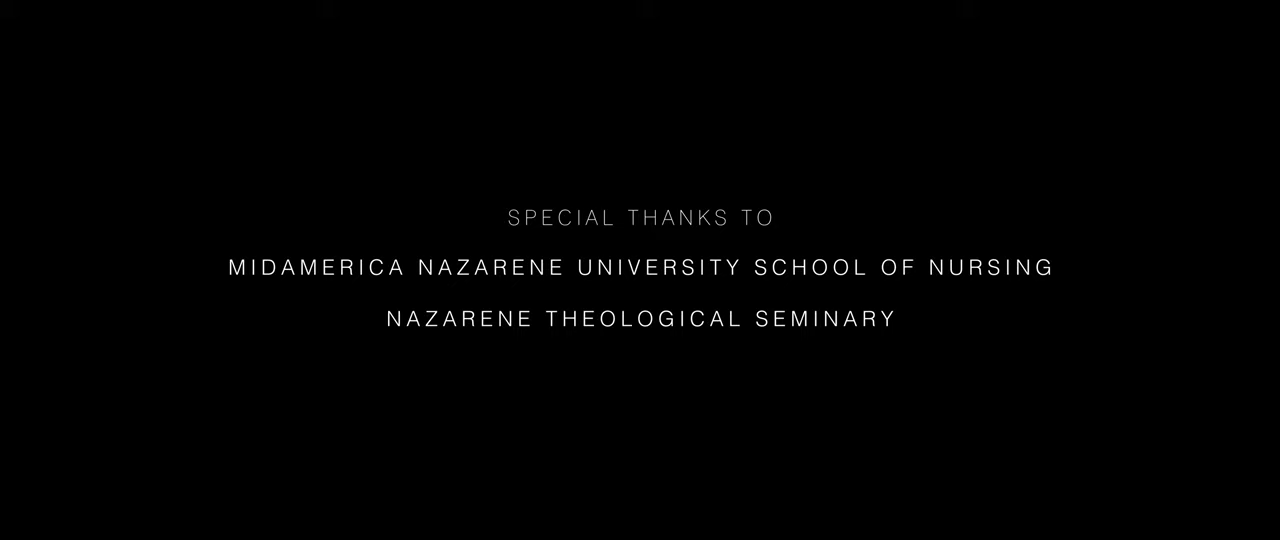 SPECIAL THANKS TO
MIDAMERICA NAZARENE UNIVERSITY SCHOOL OF NURSING
NAZARENE THEOLOGICAL SEMINARY